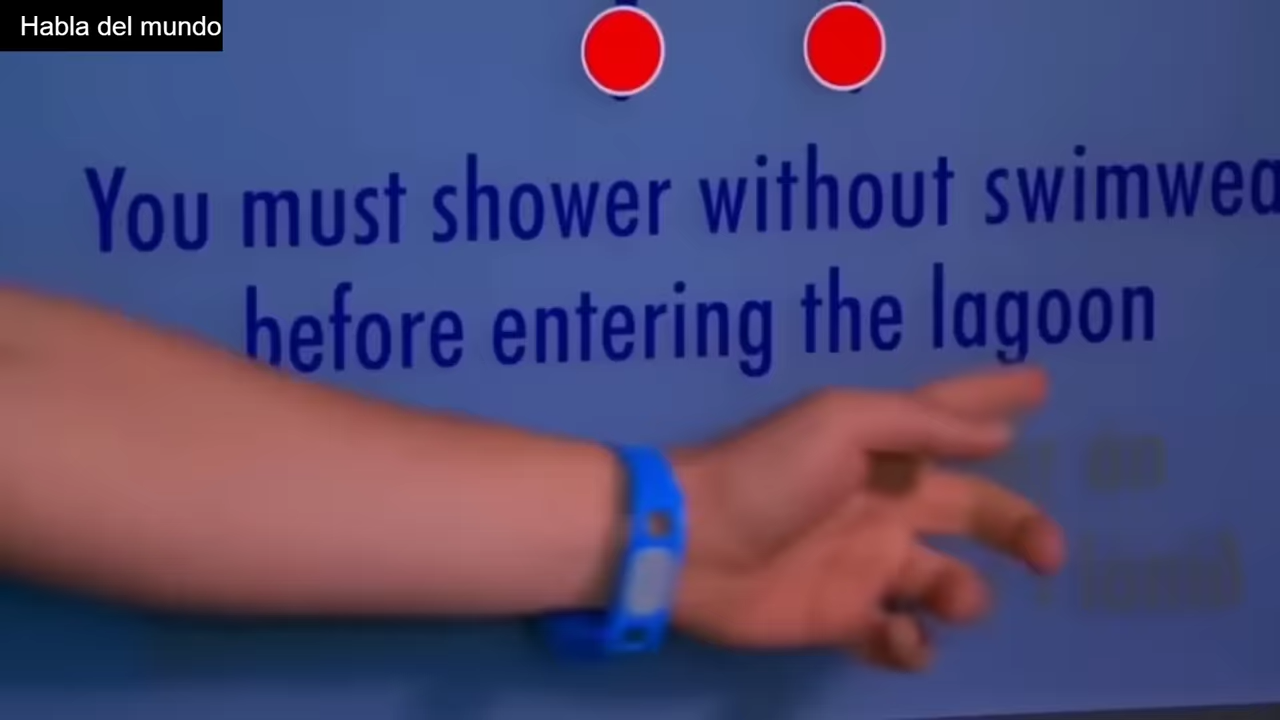 Habla del mundo
You must shower without swimwea
before entering the lagoon